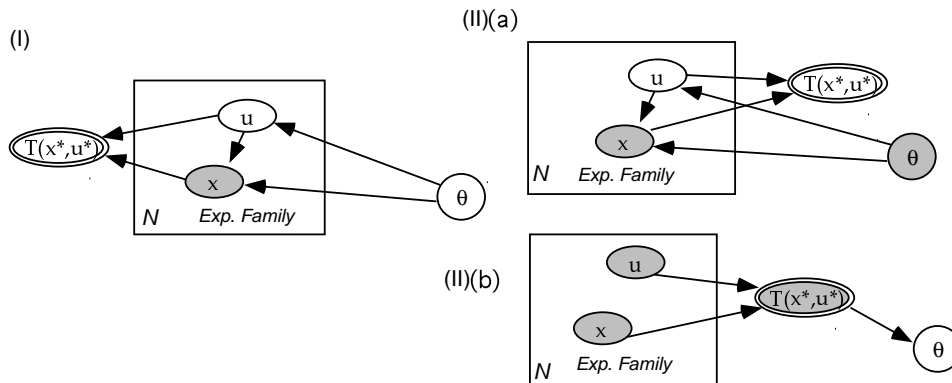 (I)
u
T(x*,u*)
x
θ
N
Exp. Family
(II)(a)
u
T(x*,u*)
x
θ
N
Exp. Family
(II)(b)
u
T(x*,u*)
x
θ
N
Exp. Family